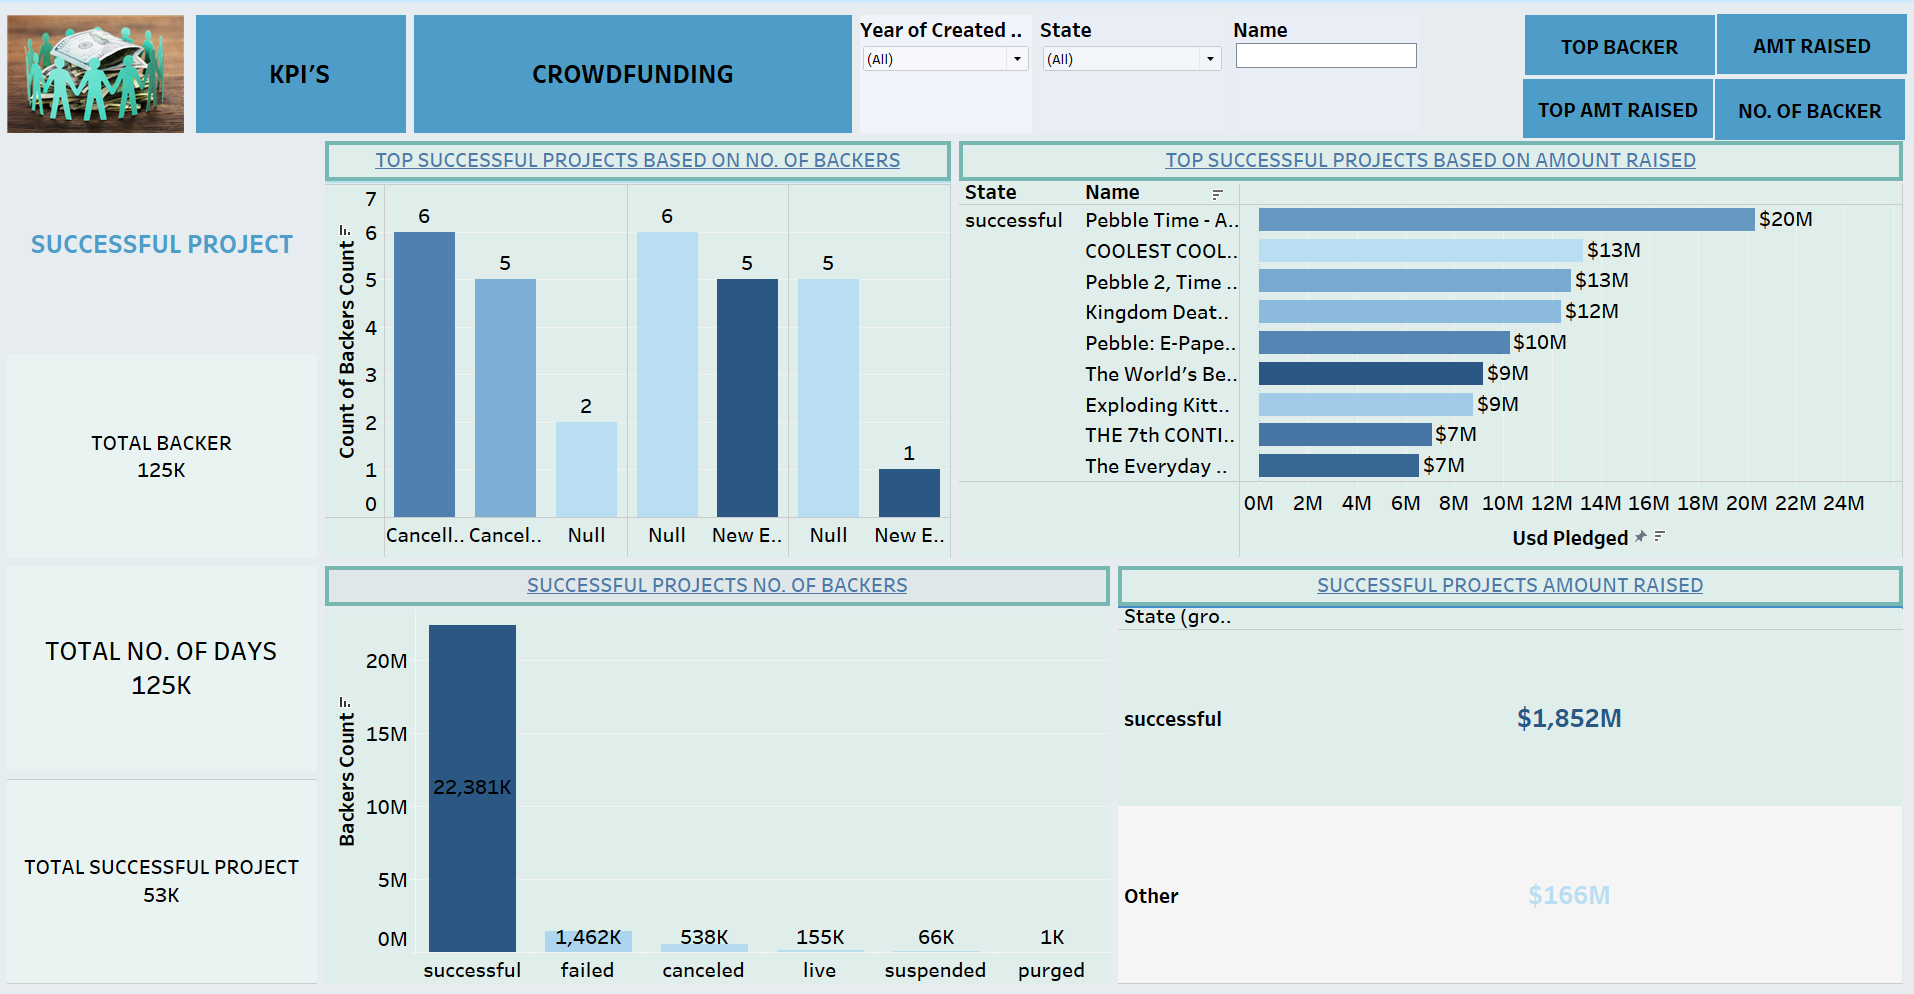 KPI'S
CROWDFUNDING
Year of Created ..
(All)
State
(All)
Name
TOP BACKER
AMT RAISED
TOP AMT RAISED
NO. OF BACKER
SUCCESSFUL PROJECT
TOTAL BACKER
125K
TOTAL NO. OF DAYS
125K
TOTAL SUCCESSFUL PROJECT
53K
TOP SUCCESSFUL PROJECTS BASED ON NO. OF BACKERS
Count of Backers Count
7
6
5
4
3
2
1
0
6
5
2
6
5
5
1
Cancell.. Cancel.. Null Null New E.. Null New E..
TOP SUCCESSFUL PROJECTS BASED ON AMOUNT RAISED
State Name
successful Pebble Time - A.. $20M
COOLEST COOL.. $13M
Pebble 2, Time .. $13M
Kingdom Deat.. $12M
Pebble: E-Pape.. $10M
The World's Be.. $9M
Exploding Kitt.. $9M
THE 7th CONTI.. $7M
The Everyday .. $7M
0M 2M 4M 6M 8M 10M 12M 14M 16M 18M 20M 22M 24M
Usd Pledged
SUCCESSFUL PROJECTS NO. OF BACKERS
Backers Count
20M
15M
10M
5M
0M
22,381K
1,462K 538K 155K 66K 1K
successful failed canceled live suspended purged
SUCCESSFUL PROJECTS AMOUNT RAISED
State (gro..
successful $1,852M
Other $166M